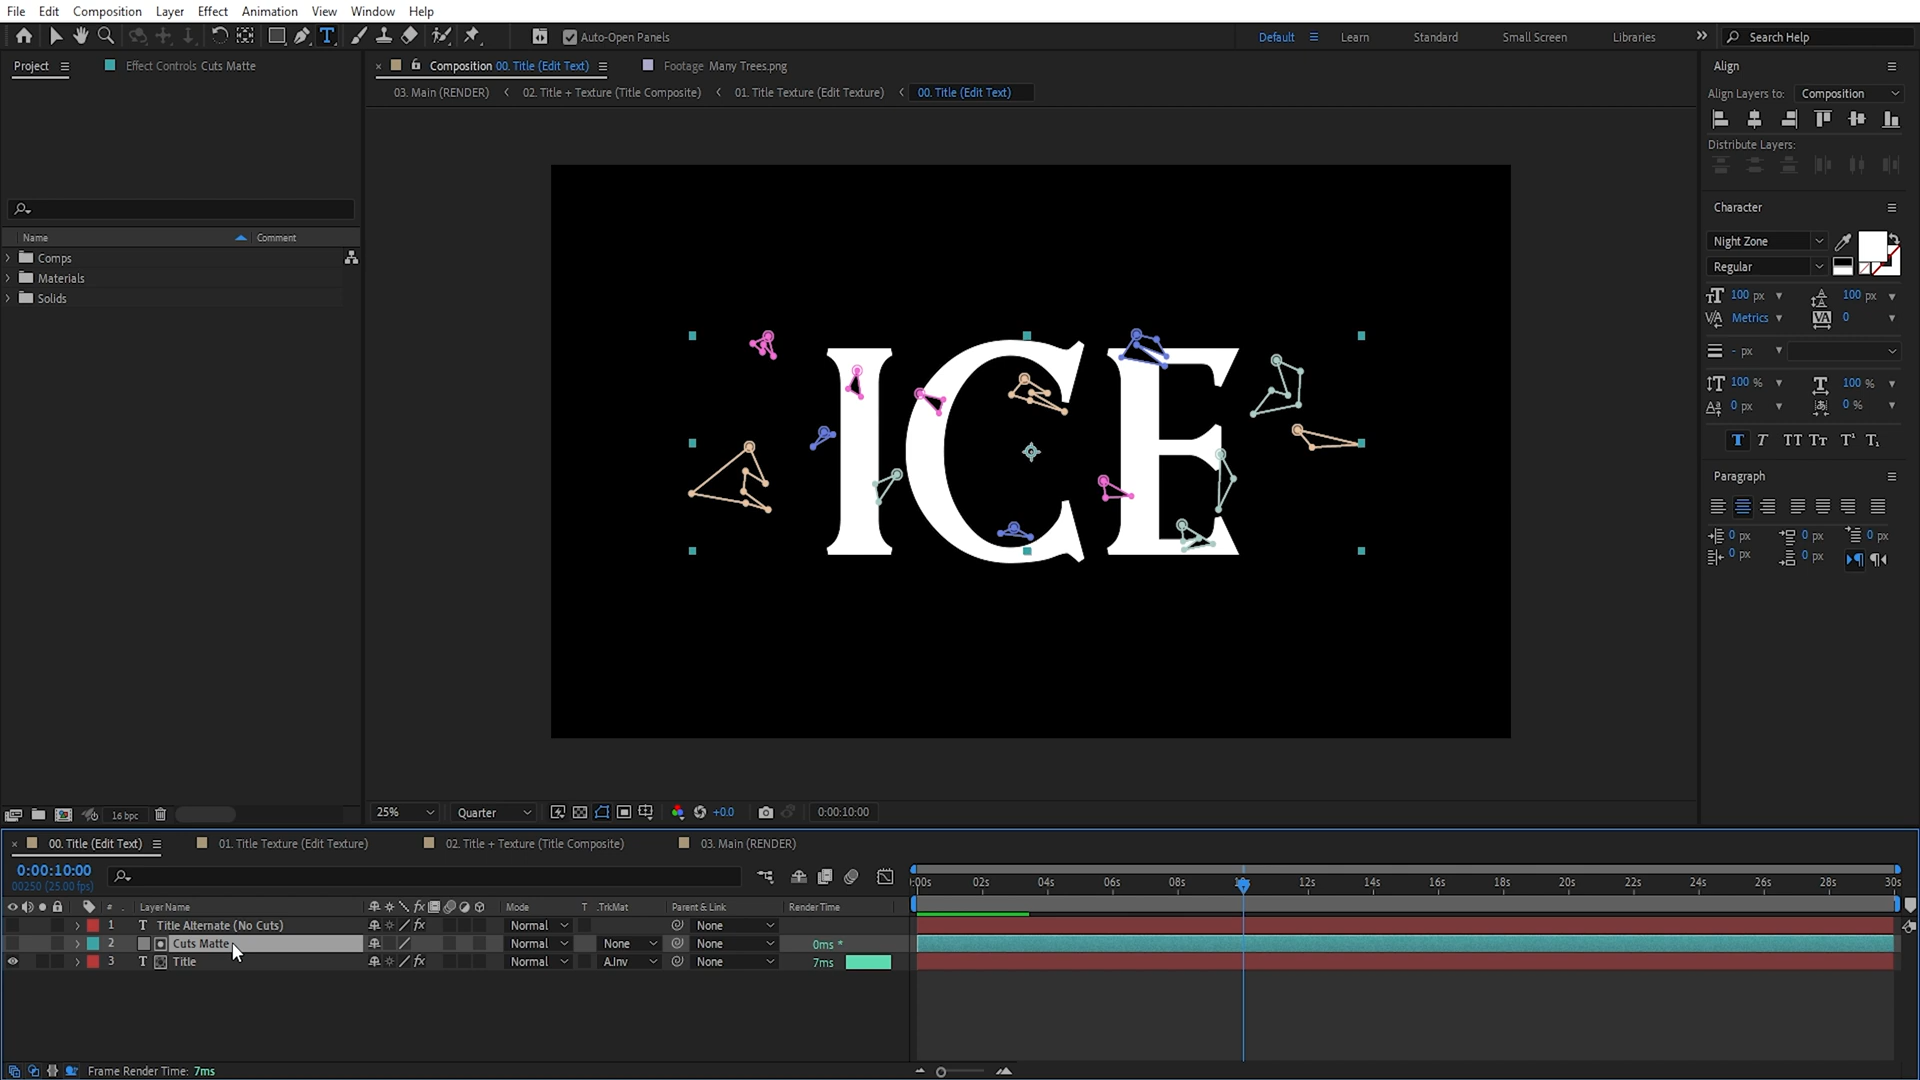 File Edit Composition Layer Effect Animation View Window Help
Auto-Open Panels
Default Learn Standard Small Screen Libraries Search Help
Project Effect Controls Cuts Matte
Composition 00. Title (Edit Text) Footage Many Trees.png
03. Main (RENDER) 02. Title + Texture (Title Composite) 01. Title Texture (Edit Texture) 00. Title (Edit Text)
Name Comment
Comps
Materials
Solids
ICE
Align
Align Layers to: Composition
Distribute Layers:
Character
Night Zone
Regular
100 px 100 px
Metrics 0
- px
100 % 100 %
0 px 0 %
T T TT Tt T¹ T₁
Paragraph
0 px 0 px 0 px
0 px 0 px
16 bpc
25% Quarter +0.0 0:00:10:00
00. Title (Edit Text) 01. Title Texture (Edit Texture) 02. Title + Texture (Title Composite) 03. Main (RENDER)
0:00:10:00
00250 (25.00 fps)
:00s 02s 04s 06s 08s 10s 12s 14s 16s 18s 20s 22s 24s 26s 28s 30s
# Layer Name Mode T .TrkMat Parent & Link Render Time
1 T Title Alternate (No Cuts) fx Normal None
2 Cuts Matte Normal None None 0ms *
3 T Title fx Normal A.Inv None 7ms
Frame Render Time: 7ms